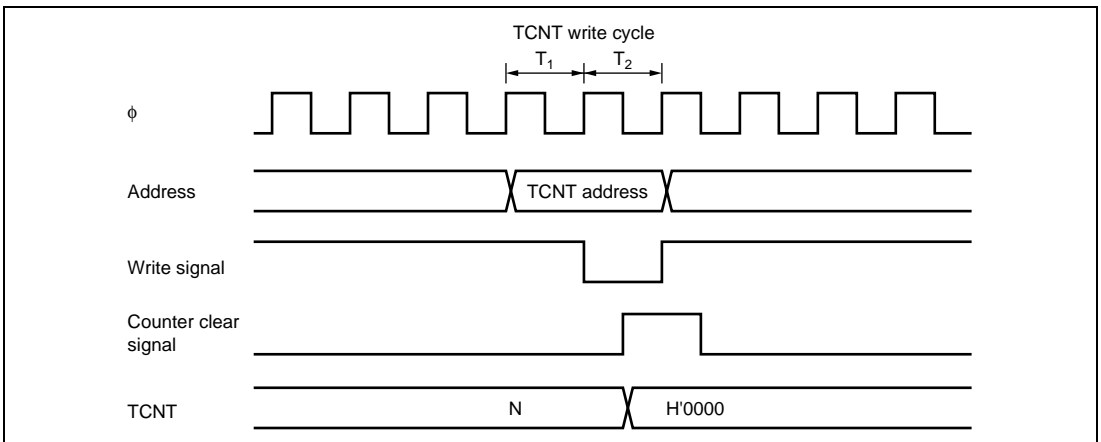 TCNT write cycle
T1 T2
ϕ
Address
TCNT address
Write signal
Counter clear
signal
TCNT
N
H'0000